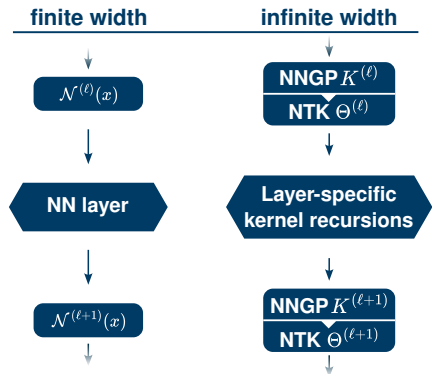 finite width
infinite width
𝒩^(ℓ)(x)
NNGP K^(ℓ)
NTK Θ^(ℓ)
NN layer
Layer-specific
kernel recursions
𝒩^(ℓ+1)(x)
NNGP K^(ℓ+1)
NTK Θ^(ℓ+1)